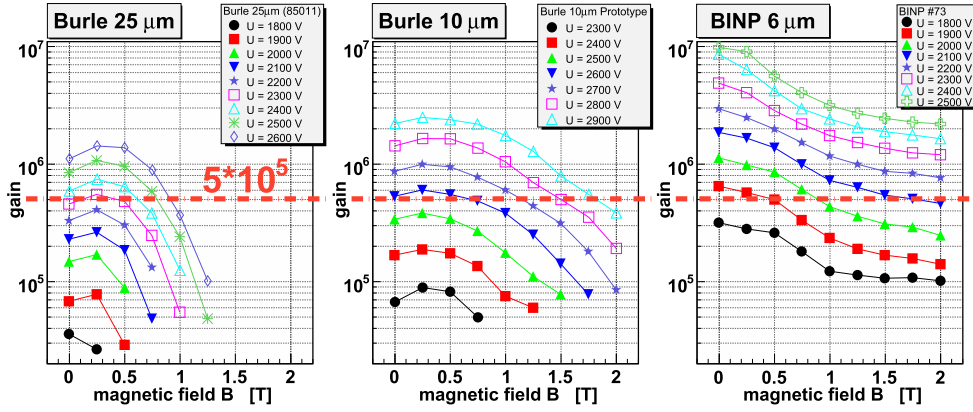 Burle 25 μm
Burle 25μm (85011)
U = 1800 V
U = 1900 V
U = 2000 V
U = 2100 V
U = 2200 V
U = 2300 V
U = 2400 V
U = 2500 V
U = 2600 V
10⁷
10⁶
10⁵
gain
5*10⁵
0 0.5 1 1.5 2
magnetic field B [T]
Burle 10 μm
Burle 10μm Prototype
U = 2300 V
U = 2400 V
U = 2500 V
U = 2600 V
U = 2700 V
U = 2800 V
U = 2900 V
10⁷
10⁶
10⁵
gain
0 0.5 1 1.5 2
magnetic field B [T]
BINP 6 μm
BINP #73
U = 1800 V
U = 1900 V
U = 2000 V
U = 2100 V
U = 2200 V
U = 2300 V
U = 2400 V
U = 2500 V
10⁷
10⁶
10⁵
gain
0 0.5 1 1.5 2
magnetic field B [T]